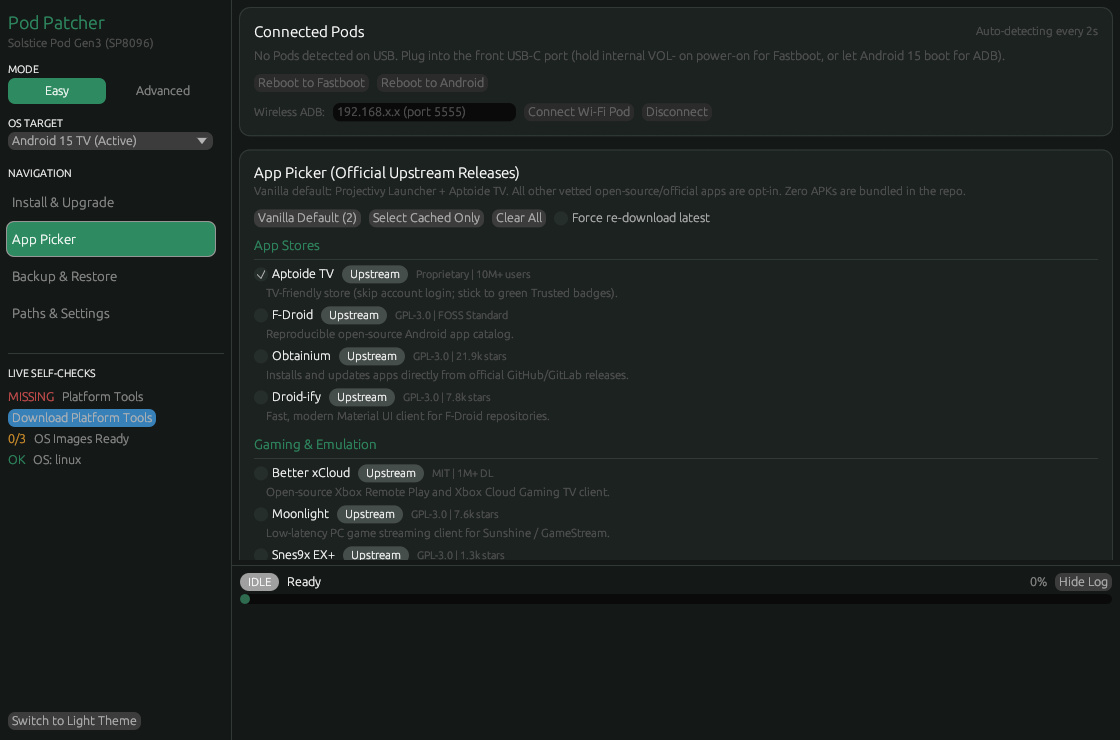 Pod Patcher
Solstice Pod Gen3 (SP8096)
MODE
Easy
Advanced
OS TARGET
Android 15 TV (Active)
NAVIGATION
Install & Upgrade
App Picker
Backup & Restore
Paths & Settings
LIVE SELF-CHECKS
MISSING Platform Tools
Download Platform Tools
0/3 OS Images Ready
OK OS: linux
Switch to Light Theme
Connected Pods
Auto-detecting every 2s
No Pods detected on USB. Plug into the front USB-C port (hold internal VOL- on power-on for Fastboot, or let Android 15 boot for ADB).
Reboot to Fastboot
Reboot to Android
Wireless ADB: 192.168.x.x (port 5555) Connect Wi-Fi Pod Disconnect
App Picker (Official Upstream Releases)
Vanilla default: Projectivy Launcher + Aptoide TV. All other vetted open-source/official apps are opt-in. Zero APKs are bundled in the repo.
Vanilla Default (2) Select Cached Only Clear All Force re-download latest
App Stores
Aptoide TV Upstream Proprietary | 10M+ users
TV-friendly store (skip account login; stick to green Trusted badges).
F-Droid Upstream GPL-3.0 | FOSS Standard
Reproducible open-source Android app catalog.
Obtainium Upstream GPL-3.0 | 21.9k stars
Installs and updates apps directly from official GitHub/GitLab releases.
Droid-ify Upstream GPL-3.0 | 7.8k stars
Fast, modern Material UI client for F-Droid repositories.
Gaming & Emulation
Better xCloud Upstream MIT | 1M+ DL
Open-source Xbox Remote Play and Xbox Cloud Gaming TV client.
Moonlight Upstream GPL-3.0 | 7.6k stars
Low-latency PC game streaming client for Sunshine / GameStream.
Snes9x EX+ Upstream GPL-3.0 | 1.3k stars
IDLE Ready
0% Hide Log